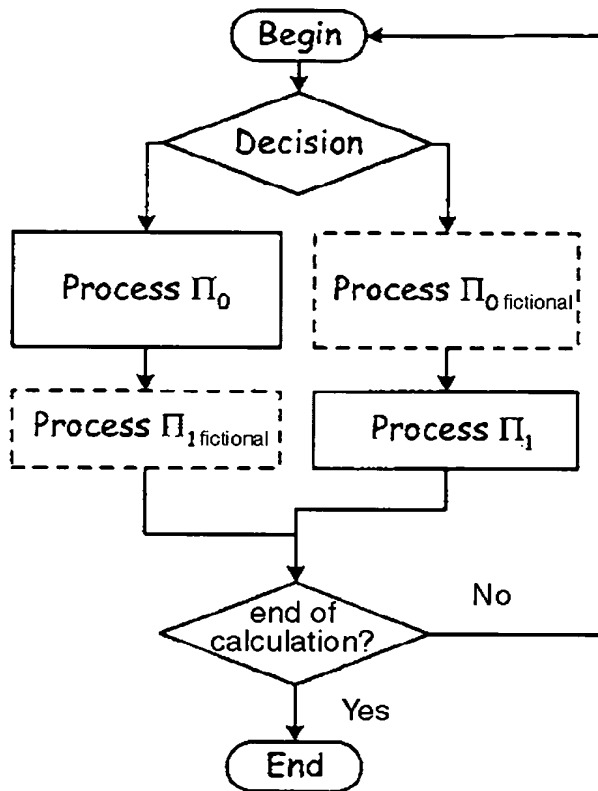 Begin
Decision
Process Π₀
Process Π₀ fictional
Process Π₁ fictional
Process Π₁
end of
calculation?
No
Yes
End